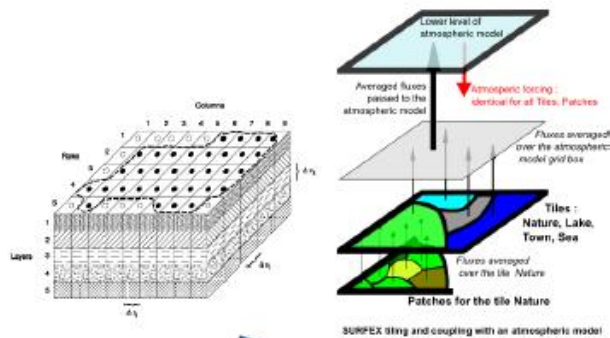 Columns
1 2 3 4 5 6 7 8 9
Rows
1
2
3
4
5
Layers
1
2
3
4
5
Lower level of
atmospheric model
Averaged fluxes
passed to the
atmospheric model
Atmosperic forcing :
identical for all Tiles, Patches
Fluxes averaged
over the atmospheric
model grid box
Tiles :
Nature, Lake,
Town, Sea
Fluxes averaged
over the tile Nature
Patches for the tile Nature
SURFEX tiling and coupling with an atmospheric model